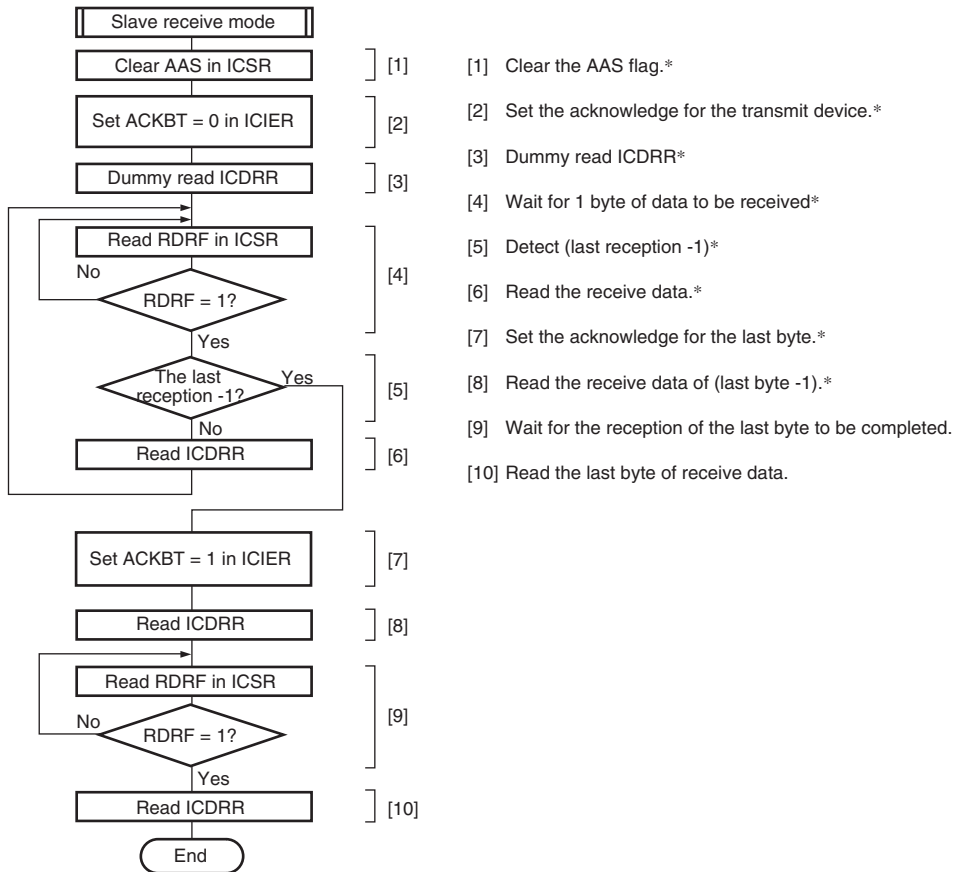 Slave receive mode
Clear AAS in ICSR
[1]
Set ACKBT = 0 in ICIER
[2]
Dummy read ICDRR
[3]
Read RDRF in ICSR
No
[4]
RDRF = 1?
Yes
The last
reception -1?
Yes
[5]
No
Read ICDRR
[6]
Set ACKBT = 1 in ICIER
[7]
Read ICDRR
[8]
Read RDRF in ICSR
No
[9]
RDRF = 1?
Yes
Read ICDRR
[10]
End
[1] Clear the AAS flag.*
[2] Set the acknowledge for the transmit device.*
[3] Dummy read ICDRR*
[4] Wait for 1 byte of data to be received*
[5] Detect (last reception -1)*
[6] Read the receive data.*
[7] Set the acknowledge for the last byte.*
[8] Read the receive data of (last byte -1).*
[9] Wait for the reception of the last byte to be completed.
[10] Read the last byte of receive data.